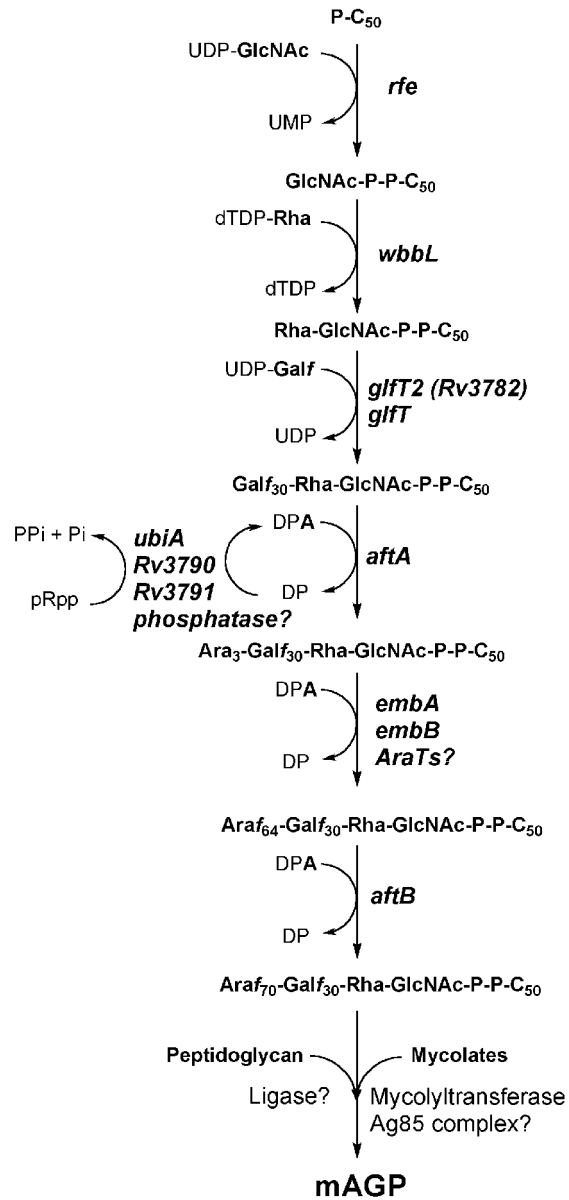 P-C50
UDP-GlcNAc
rfe
UMP
GlcNAc-P-P-C50
dTDP-Rha
wbbL
dTDP
Rha-GlcNAc-P-P-C50
UDP-Galf
glfT2 (Rv3782)
glfT
UDP
Galf30-Rha-GlcNAc-P-P-C50
PPi + Pi
ubiA
Rv3790
Rv3791
phosphatase?
pRpp
DPA
aftA
DP
Ara3-Galf30-Rha-GlcNAc-P-P-C50
DPA
embA
embB
AraTs?
DP
Araf64-Galf30-Rha-GlcNAc-P-P-C50
DPA
aftB
DP
Araf70-Galf30-Rha-GlcNAc-P-P-C50
Peptidoglycan
Mycolates
Ligase?
Mycolyltransferase
Ag85 complex?
mAGP